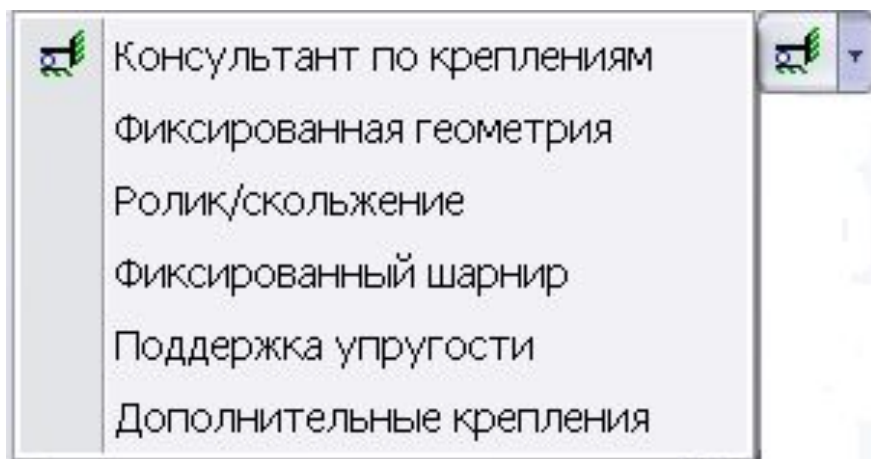 Консультант по креплениям
Фиксированная геометрия
Ролик/скольжение
Фиксированный шарнир
Поддержка упругости
Дополнительные крепления